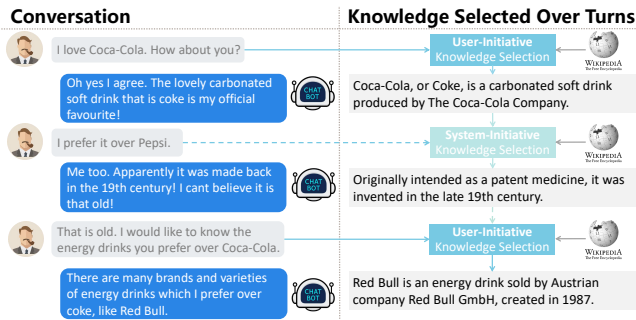 Conversation
Knowledge Selected Over Turns
I love Coca-Cola. How about you?
User-Initiative
Knowledge Selection
WIKIPEDIA
The Free Encyclopedia
Oh yes I agree. The lovely carbonated
soft drink that is coke is my official
favourite!
CHAT
BOT
Coca-Cola, or Coke, is a carbonated soft drink
produced by The Coca-Cola Company.
I prefer it over Pepsi.
System-Initiative
Knowledge Selection
WIKIPEDIA
The Free Encyclopedia
Me too. Apparently it was made back
in the 19th century! I cant believe it is
that old!
CHAT
BOT
Originally intended as a patent medicine, it was
invented in the late 19th century.
That is old. I would like to know the
energy drinks you prefer over Coca-Cola.
User-Initiative
Knowledge Selection
WIKIPEDIA
The Free Encyclopedia
There are many brands and varieties
of energy drinks which I prefer over
coke, like Red Bull.
CHAT
BOT
Red Bull is an energy drink sold by Austrian
company Red Bull GmbH, created in 1987.